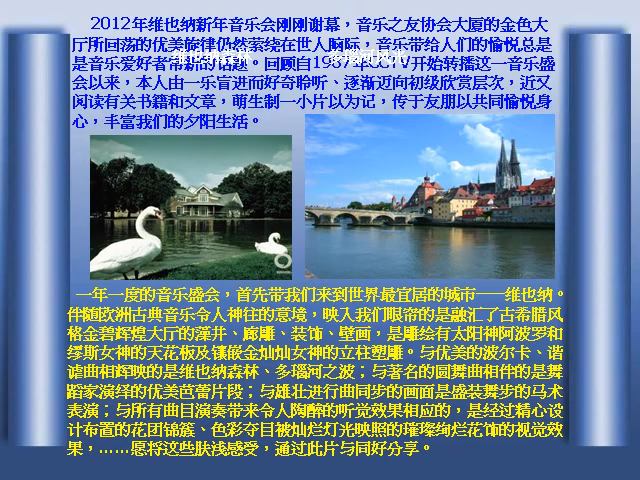 2012年维也纳新年音乐会刚刚谢幕，音乐之友协会大厦的金色大
厅所回荡的优美旋律仍然萦绕在世人脑际，音乐带给人们的愉悦总是
是音乐爱好者常新的话题。回顾自1987年CCTV开始转播这一音乐盛
会以来，本人由一乐盲进而好奇聆听、逐渐迈向初级欣赏层次，近又
阅读有关书籍和文章，萌生制一小片以为记，传于友朋以共同愉悦身
心，丰富我们的夕阳生活。
一年一度的音乐盛会，首先带我们来到世界最宜居的城市——维也纳。
伴随欧洲古典音乐令人神往的意境，映入我们眼帘的是融汇了古希腊风
格金碧辉煌大厅的藻井、廊雕、装饰、壁画，是雕绘有太阳神阿波罗和
缪斯女神的天花板及镶嵌金灿灿女神的立柱塑雕。与优美的波尔卡、谐
谑曲相辉映的是维也纳森林、多瑙河之波；与著名的圆舞曲相伴的是舞
蹈家演绎的优美芭蕾片段；与雄壮进行曲同步的画面是盛装舞步的马术
表演；与所有曲目演奏带来令人陶醉的听觉效果相应的，是经过精心设
计布置的花团锦簇、色彩夺目被灿烂灯光映照的璀璨绚烂花饰的视觉效
果，……愿将这些肤浅感受，通过此片与同好分享。